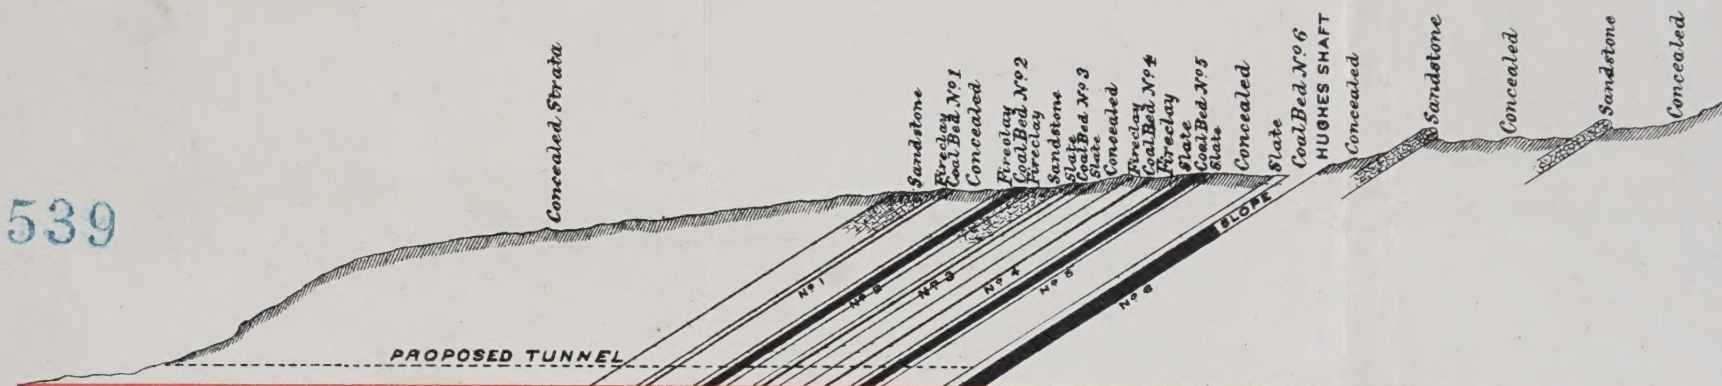 Concealed Strata
Sandstone
Fireclay
Coal Bed No. 1
Concealed
Fireclay
Coal Bed No. 2
Fireclay
Sandstone
Slate
Coal Bed No. 3
Slate
Consealed
Fireclay
Coal Bed No. 4
Fireclay
Slate
Coal Bed No. 5
Slate
Concealed
Slate
Coal Bed No. 6
HUGHES SHAFT
Concealed
Sandstone
Concealed
Sandstone
Concealed
539
SLOPE
No. 1
No. 2
No. 3
No. 4
No. 5
No. 6
PROPOSED TUNNEL